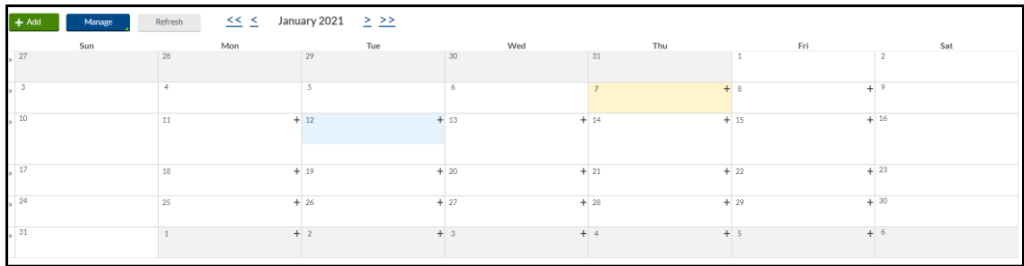 + Add Manage Refresh << < January 2021 > >>
Sun Mon Tue Wed Thu Fri Sat
» 27 28 29 30 31 1 2
» 3 4 5 6 7 + 8 + 9
» 10 11 + 12 + 13 + 14 + 15 + 16
» 17 18 + 19 + 20 + 21 + 22 + 23
» 24 25 + 26 + 27 + 28 + 29 + 30
» 31 1 + 2 + 3 + 4 + 5 + 6